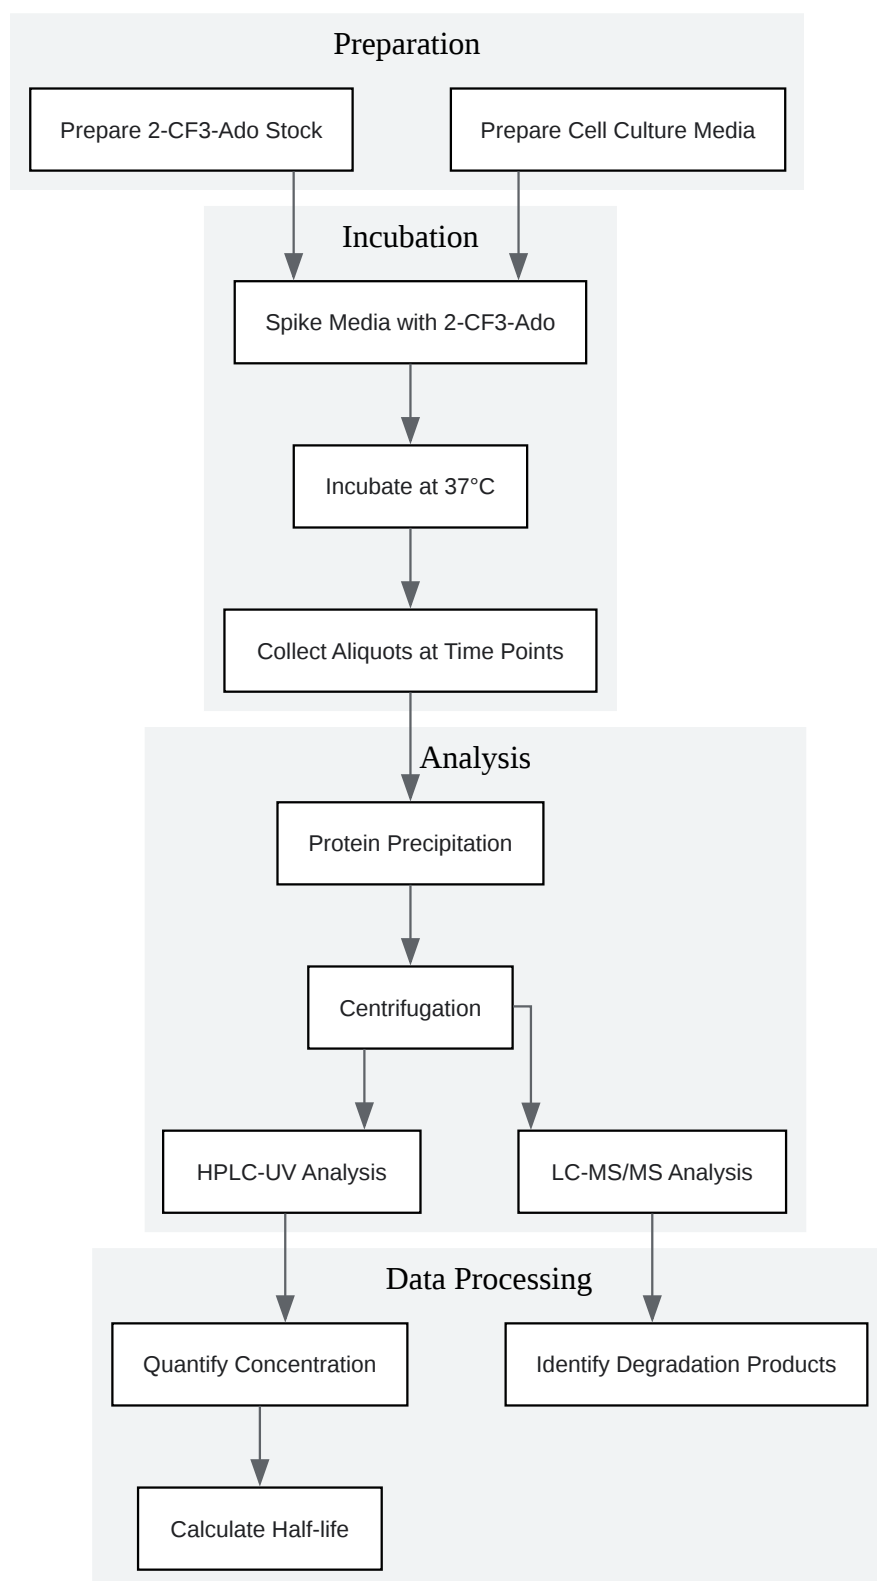 Preparation
Prepare 2-CF3-Ado Stock
Prepare Cell Culture Media
Incubation
Spike Media with 2-CF3-Ado
Incubate at 37°C
Collect Aliquots at Time Points
Analysis
Protein Precipitation
Centrifugation
HPLC-UV Analysis
LC-MS/MS Analysis
Data Processing
Quantify Concentration
Identify Degradation Products
Calculate Half-life